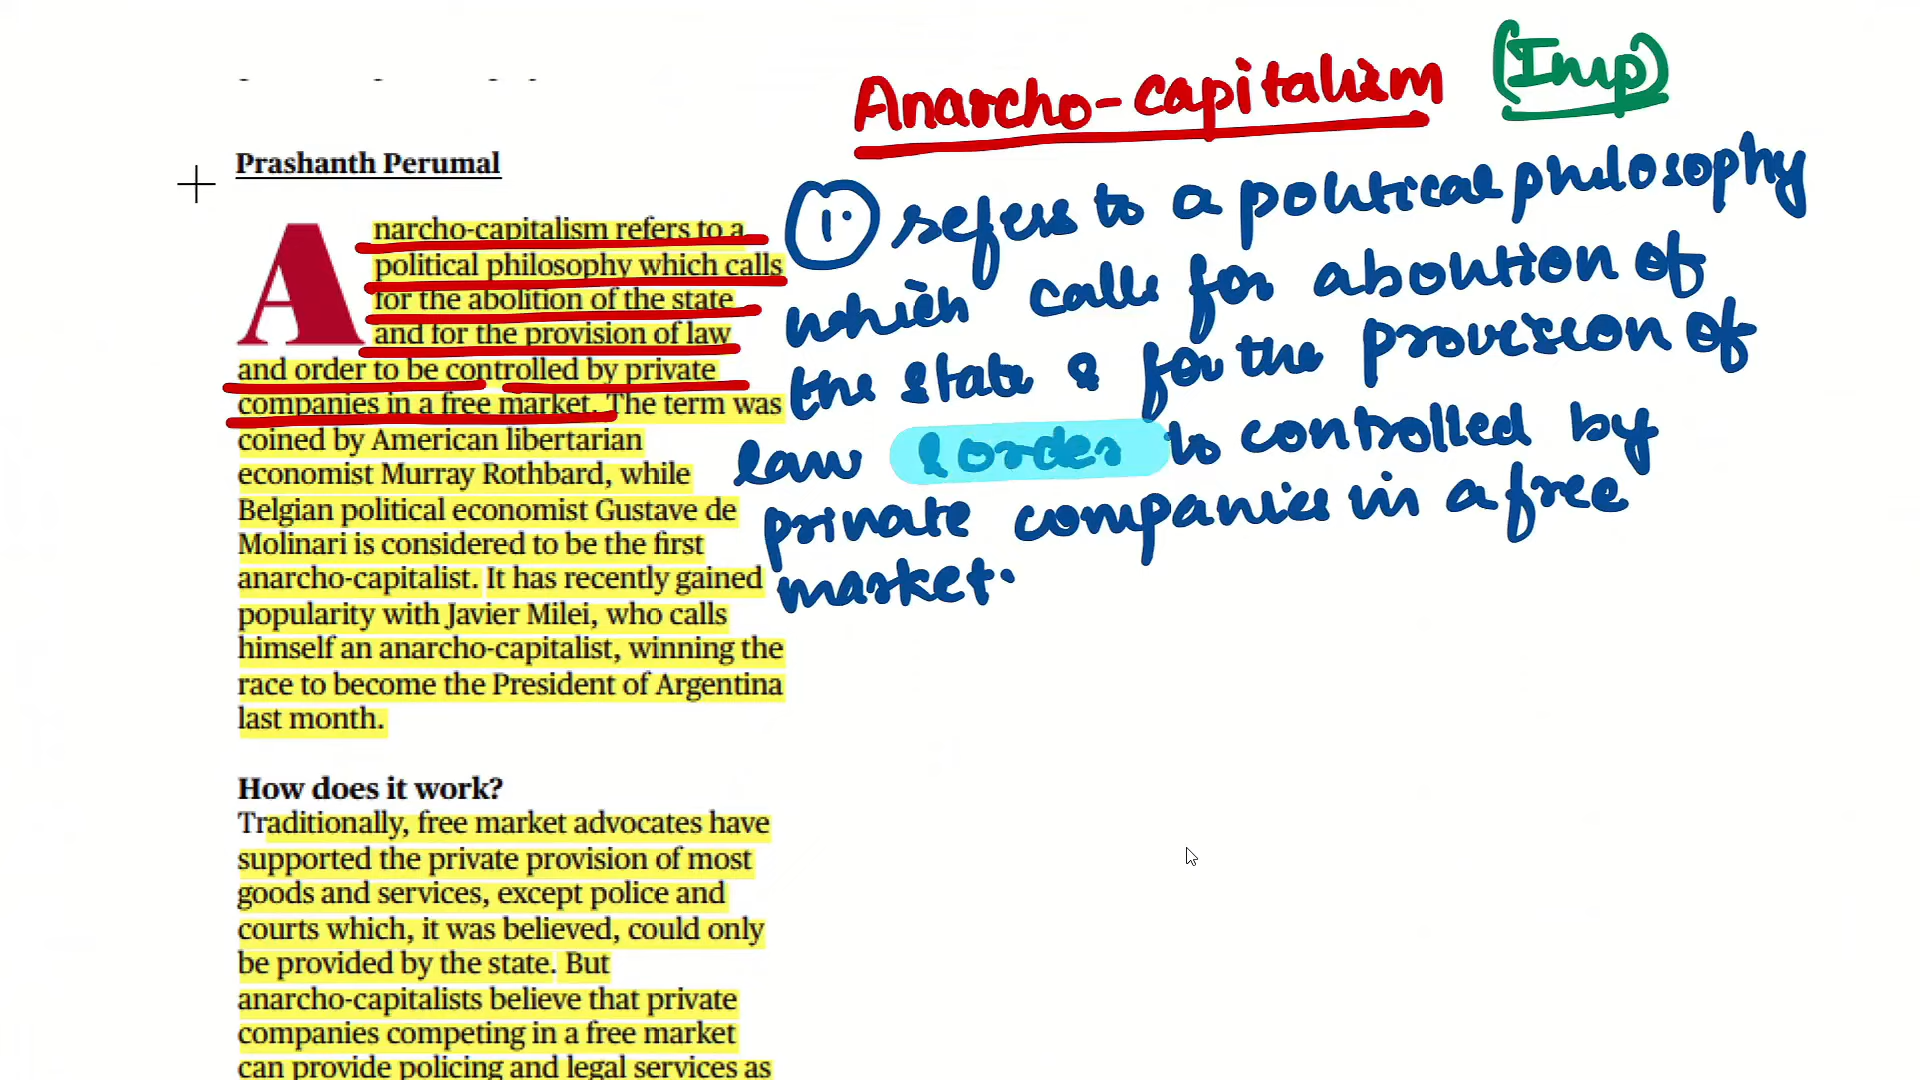 Prashanth Perumal
Anarcho-capitalism refers to a
political philosophy which calls
for the abolition of the state
and for the provision of law
and order to be controlled by private
companies in a free market. The term was
coined by American libertarian
economist Murray Rothbard, while
Belgian political economist Gustave de
Molinari is considered to be the first
anarcho-capitalist. It has recently gained
popularity with Javier Milei, who calls
himself an anarcho-capitalist, winning the
race to become the President of Argentina
last month.
How does it work?
Traditionally, free market advocates have
supported the private provision of most
goods and services, except police and
courts which, it was believed, could only
be provided by the state. But
anarcho-capitalists believe that private
companies competing in a free market
can provide policing and legal services as
Anarcho-capitalism (Imp)
1. refers to a political philosophy
which calls for abolition of
the state & for the provision of
law & order to controlled by
private companies in a free
market.